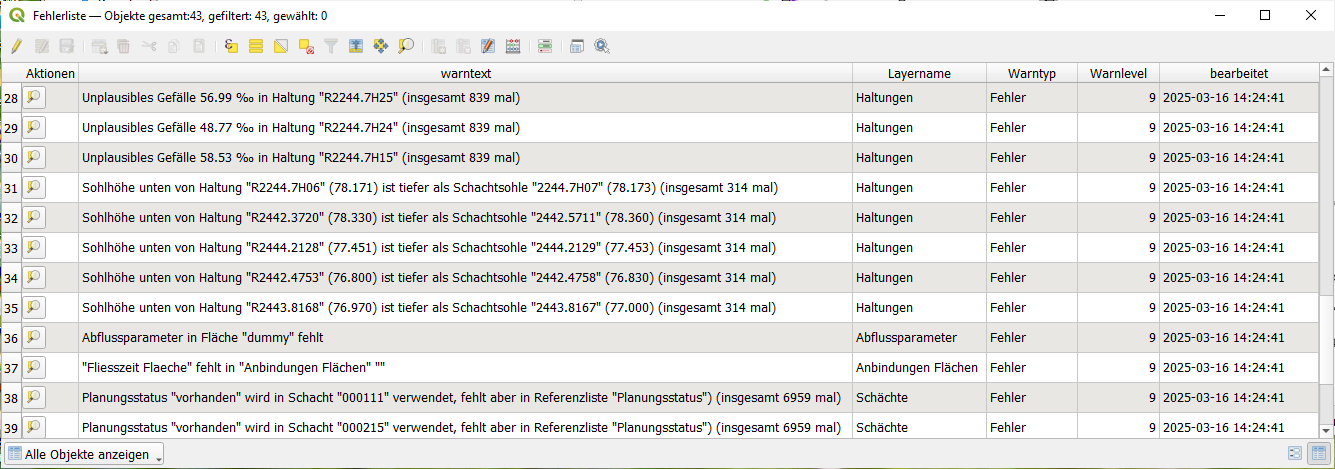 Fehlerliste — Objekte gesamt:43, gefiltert: 43, gewählt: 0
Aktionen warntext Layername Warntyp Warnlevel bearbeitet
28 Unplausibles Gefälle 56.99 ‰ in Haltung "R2244.7H25" (insgesamt 839 mal) Haltungen Fehler 9 2025-03-16 14:24:41
29 Unplausibles Gefälle 48.77 ‰ in Haltung "R2244.7H24" (insgesamt 839 mal) Haltungen Fehler 9 2025-03-16 14:24:41
30 Unplausibles Gefälle 58.53 ‰ in Haltung "R2244.7H15" (insgesamt 839 mal) Haltungen Fehler 9 2025-03-16 14:24:41
31 Sohlhöhe unten von Haltung "R2244.7H06" (78.171) ist tiefer als Schachtsohle "2244.7H07" (78.173) (insgesamt 314 mal) Haltungen Fehler 9 2025-03-16 14:24:41
32 Sohlhöhe unten von Haltung "R2442.3720" (78.330) ist tiefer als Schachtsohle "2442.5711" (78.360) (insgesamt 314 mal) Haltungen Fehler 9 2025-03-16 14:24:41
33 Sohlhöhe unten von Haltung "R2444.2128" (77.451) ist tiefer als Schachtsohle "2444.2129" (77.453) (insgesamt 314 mal) Haltungen Fehler 9 2025-03-16 14:24:41
34 Sohlhöhe unten von Haltung "R2442.4753" (76.800) ist tiefer als Schachtsohle "2442.4758" (76.830) (insgesamt 314 mal) Haltungen Fehler 9 2025-03-16 14:24:41
35 Sohlhöhe unten von Haltung "R2443.8168" (76.970) ist tiefer als Schachtsohle "2443.8167" (77.000) (insgesamt 314 mal) Haltungen Fehler 9 2025-03-16 14:24:41
36 Abflussparameter in Fläche "dummy" fehlt Abflussparameter Fehler 9 2025-03-16 14:24:41
37 "Fliesszeit Flaeche" fehlt in "Anbindungen Flächen" "" Anbindungen Flächen Fehler 9 2025-03-16 14:24:41
38 Planungsstatus "vorhanden" wird in Schacht "000111" verwendet, fehlt aber in Referenzliste "Planungsstatus") (insgesamt 6959 mal) Schächte Fehler 9 2025-03-16 14:24:41
39 Planungsstatus "vorhanden" wird in Schacht "000215" verwendet, fehlt aber in Referenzliste "Planungsstatus") (insgesamt 6959 mal) Schächte Fehler 9 2025-03-16 14:24:41
Alle Objekte anzeigen